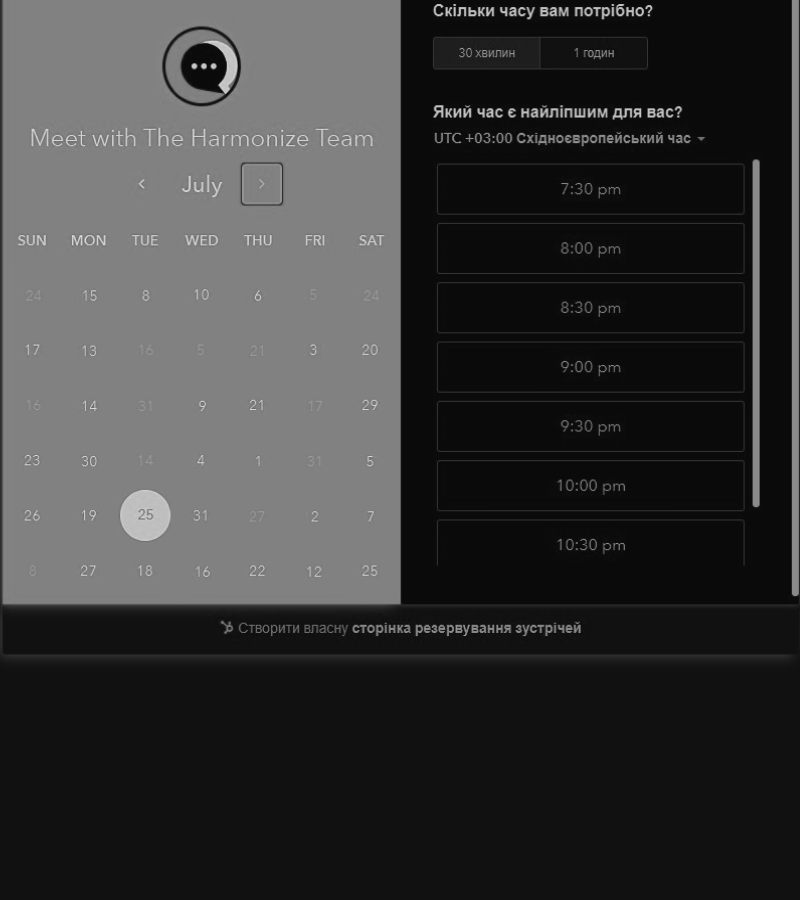 Meet with The Harmonize Team
July
SUN MON TUE WED THU FRI SAT
24 15 8 10 6 5 24
17 13 16 5 21 3 20
16 14 31 9 21 17 29
23 30 14 4 1 31 5
26 19 25 31 27 2 7
8 27 18 16 22 12 25
Скільки часу вам потрібно?
30 хвилин 1 годин
Який час є найліпшим для вас?
UTC +03:00 Східноєвропейський час
7:30 pm
8:00 pm
8:30 pm
9:00 pm
9:30 pm
10:00 pm
10:30 pm
Створити власну сторінка резервування зустрічей